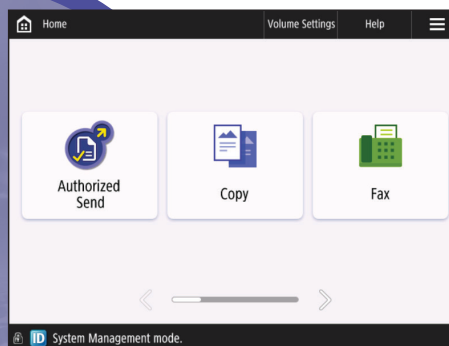 Home
Volume Settings
Help
Authorized
Send
Copy
Fax
ID System Management mode.